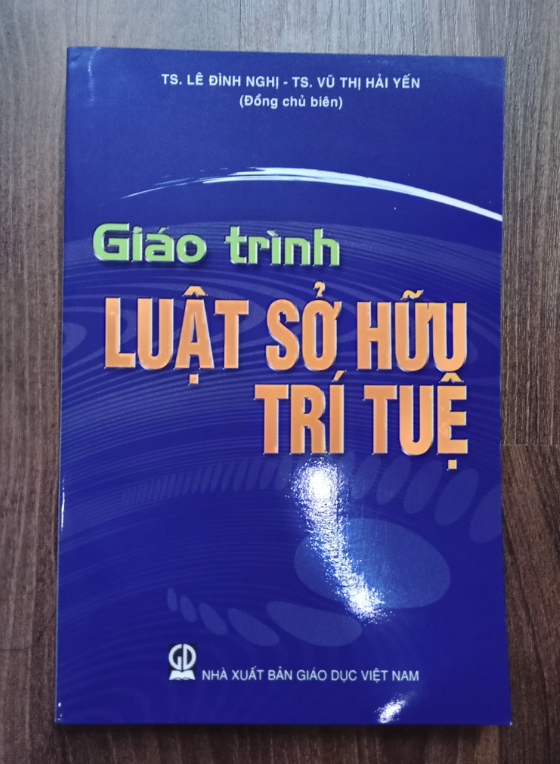 TS. LÊ ĐÌNH NGHỊ - TS. VŨ THỊ HẢI YẾN
(Đồng chủ biên)
Giáo trình
LUẬT SỞ HỮU
TRÍ TUỆ
GD
NHÀ XUẤT BẢN GIÁO DỤC VIỆT NAM